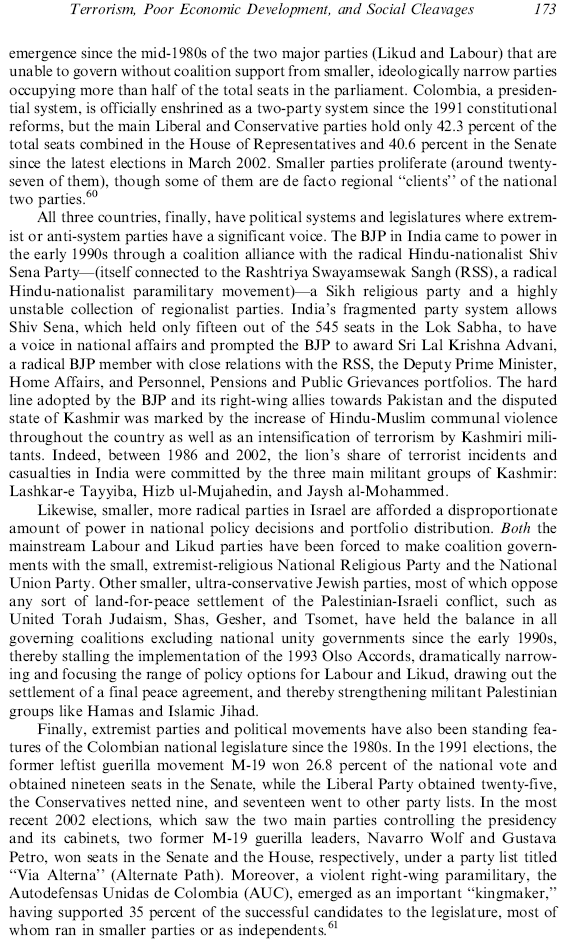 Terrorism, Poor Economic Development, and Social Cleavages 173
emergence since the mid-1980s of the two major parties (Likud and Labour) that are
unable to govern without coalition support from smaller, ideologically narrow parties
occupying more than half of the total seats in the parliament. Colombia, a presiden-
tial system, is officially enshrined as a two-party system since the 1991 constitutional
reforms, but the main Liberal and Conservative parties hold only 42.3 percent of the
total seats combined in the House of Representatives and 40.6 percent in the Senate
since the latest elections in March 2002. Smaller parties proliferate (around twenty-
seven of them), though some of them are de facto regional ‘‘clients’’ of the national
two parties.60
All three countries, finally, have political systems and legislatures where extrem-
ist or anti-system parties have a significant voice. The BJP in India came to power in
the early 1990s through a coalition alliance with the radical Hindu-nationalist Shiv
Sena Party—(itself connected to the Rashtriya Swayamsewak Sangh (RSS), a radical
Hindu-nationalist paramilitary movement)—a Sikh religious party and a highly
unstable collection of regionalist parties. India’s fragmented party system allows
Shiv Sena, which held only fifteen out of the 545 seats in the Lok Sabha, to have
a voice in national affairs and prompted the BJP to award Sri Lal Krishna Advani,
a radical BJP member with close relations with the RSS, the Deputy Prime Minister,
Home Affairs, and Personnel, Pensions and Public Grievances portfolios. The hard
line adopted by the BJP and its right-wing allies towards Pakistan and the disputed
state of Kashmir was marked by the increase of Hindu-Muslim communal violence
throughout the country as well as an intensification of terrorism by Kashmiri mili-
tants. Indeed, between 1986 and 2002, the lion’s share of terrorist incidents and
casualties in India were committed by the three main militant groups of Kashmir:
Lashkar-e Tayyiba, Hizb ul-Mujahedin, and Jaysh al-Mohammed.
Likewise, smaller, more radical parties in Israel are afforded a disproportionate
amount of power in national policy decisions and portfolio distribution. Both the
mainstream Labour and Likud parties have been forced to make coalition govern-
ments with the small, extremist-religious National Religious Party and the National
Union Party. Other smaller, ultra-conservative Jewish parties, most of which oppose
any sort of land-for-peace settlement of the Palestinian-Israeli conflict, such as
United Torah Judaism, Shas, Gesher, and Tsomet, have held the balance in all
governing coalitions excluding national unity governments since the early 1990s,
thereby stalling the implementation of the 1993 Olso Accords, dramatically narrow-
ing and focusing the range of policy options for Labour and Likud, drawing out the
settlement of a final peace agreement, and thereby strengthening militant Palestinian
groups like Hamas and Islamic Jihad.
Finally, extremist parties and political movements have also been standing fea-
tures of the Colombian national legislature since the 1980s. In the 1991 elections, the
former leftist guerilla movement M-19 won 26.8 percent of the national vote and
obtained nineteen seats in the Senate, while the Liberal Party obtained twenty-five,
the Conservatives netted nine, and seventeen went to other party lists. In the most
recent 2002 elections, which saw the two main parties controlling the presidency
and its cabinets, two former M-19 guerilla leaders, Navarro Wolf and Gustava
Petro, won seats in the Senate and the House, respectively, under a party list titled
‘‘Via Alterna’’ (Alternate Path). Moreover, a violent right-wing paramilitary, the
Autodefensas Unidas de Colombia (AUC), emerged as an important ‘‘kingmaker,’’
having supported 35 percent of the successful candidates to the legislature, most of
whom ran in smaller parties or as independents.61